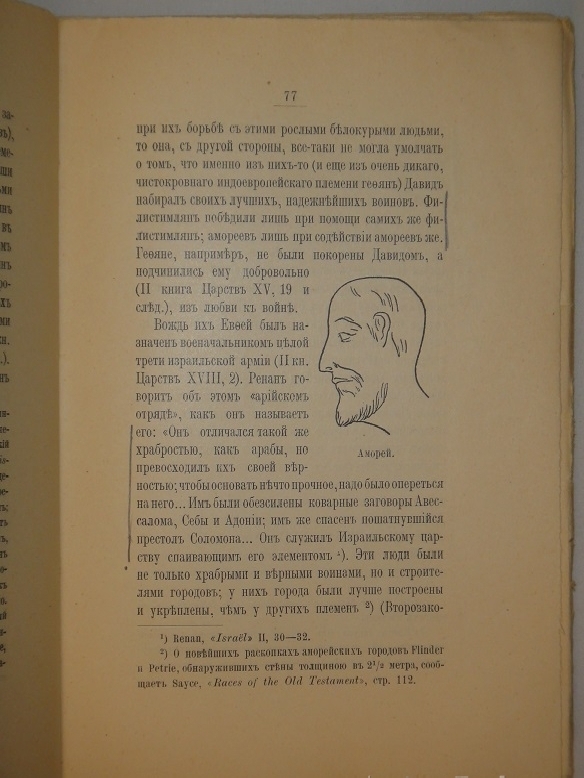 77
при ихъ борьбѣ съ этими рослыми бѣлокурыми людьми,
то она, съ другой стороны, все-таки не могла умолчать
о томъ, что именно изъ нихъ-то (и еще изъ очень дикаго,
чистокровнаго индоевропейскаго племени геѳянъ) Давидъ
набиралъ своихъ лучшихъ, надежнѣйшихъ воиновъ. Фи-
листимлянъ побѣдили лишь при помощи самихъ же фи-
листимлянъ; амореевъ лишь при содѣйствіи амореевъ же.
Геѳяне, напримѣръ, не были покорены Давидомъ, а
подчинились ему добровольно
(II книга Царствъ XV, 19 и
слѣд.), изъ любви къ войнѣ.
Вождь ихъ Евѳей былъ на-
значенъ военачальникомъ цѣлой
трети израильской арміи (II кн.
Царствъ XVIII, 2). Ренанъ го-
воритъ объ этомъ «арійскомъ
отрядѣ», какъ онъ называетъ
его: «Онъ отличался такой же
храбростью, какъ арабы, но
превосходилъ ихъ своей вѣр-
ностью; чтобы основать нѣчто прочное, надо было опереться
на него... Имъ были обезсилены коварные заговоры Авес-
салома, Себы и Адоніи; имъ же спасенъ пошатнувшійся
престолъ Соломона... Онъ служилъ Израильскому цар-
ству спаивающимъ его элементомъ ¹). Эти люди были
не только храбрыми и вѣрными воинами, но и строите-
лями городовъ; у нихъ города были лучше построены
и укрѣплены, чѣмъ у другихъ племенъ ²) (Второзако-
Аморей.
¹) Renan, «Israël» II, 30—32.
²) О новѣйшихъ раскопкахъ аморейскихъ городовъ Flinder
и Petrie, обнаружившихъ стѣны толщиною въ 2¹/₂ метра, сооб-
щаетъ Sayce, «Races of the Old Testament», стр. 112.